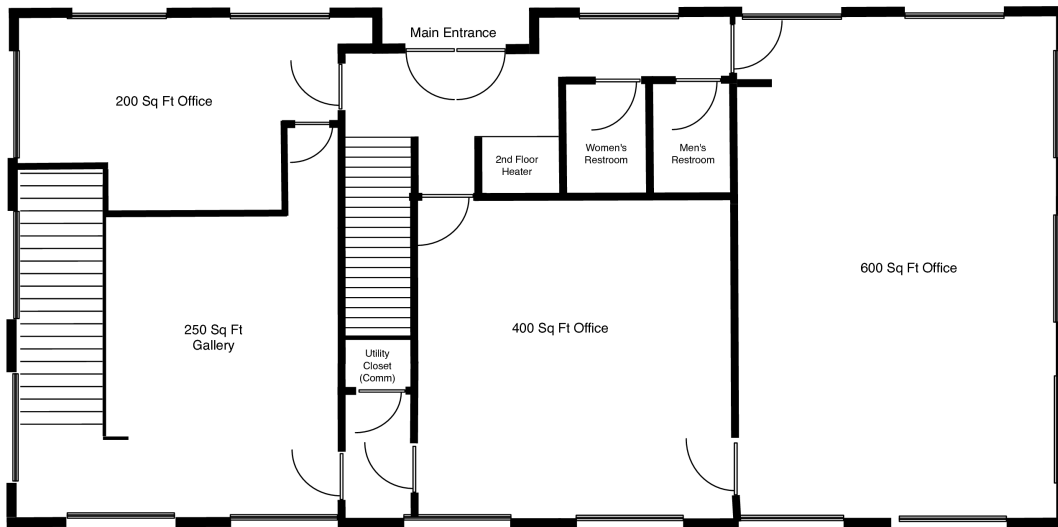 Main Entrance
200 Sq Ft Office
Women's
Restroom
Men's
Restroom
2nd Floor
Heater
600 Sq Ft Office
250 Sq Ft
Gallery
400 Sq Ft Office
Utility
Closet
(Comm)